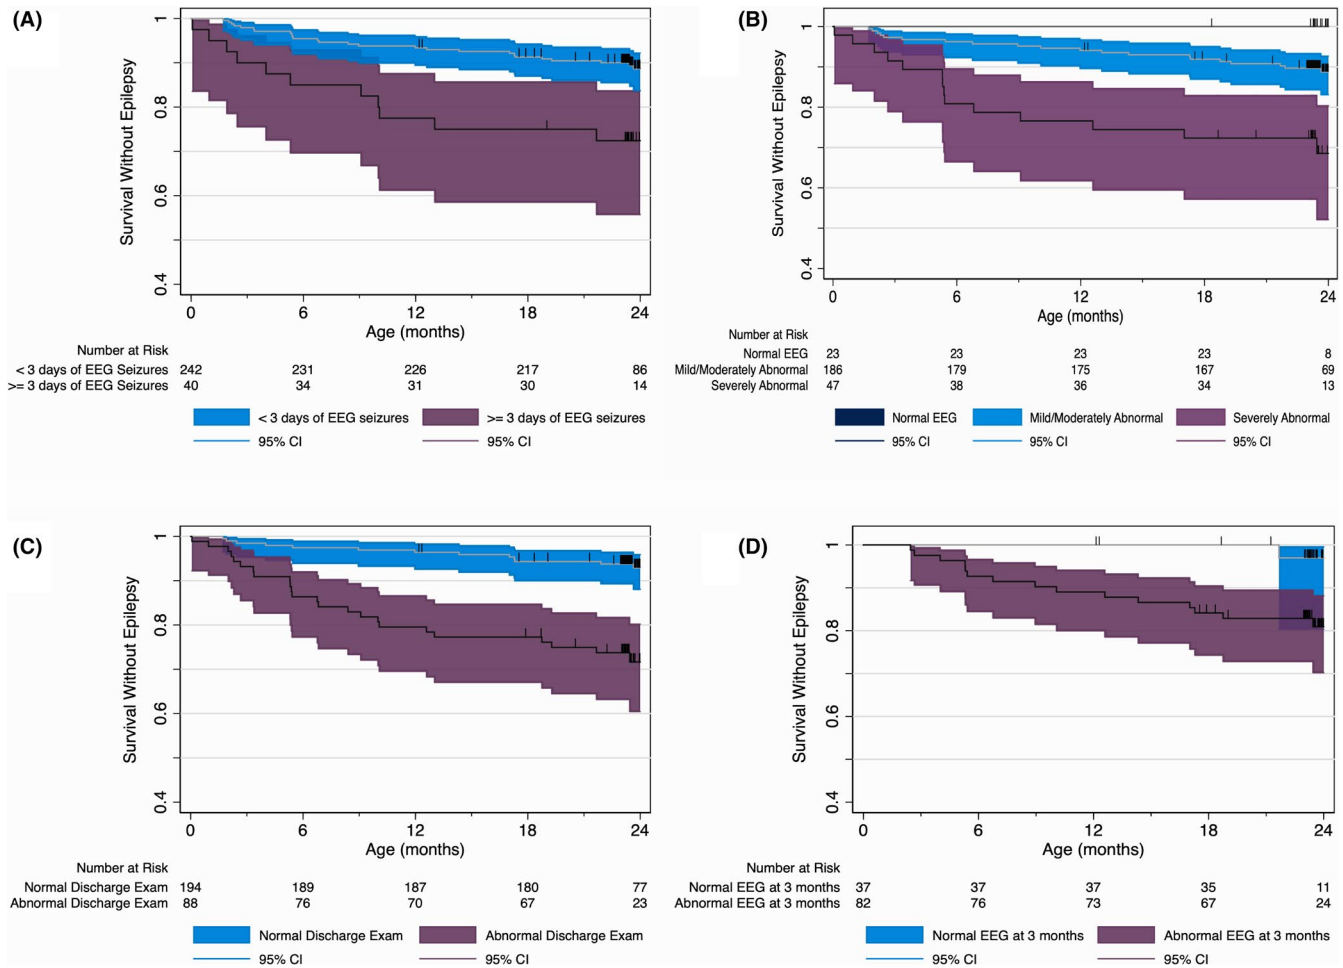 (A)
Survival Without Epilepsy
1
0.8
0.6
0.4
0 6 12 18 24
Age (months)
Number at Risk
< 3 days of EEG Seizures 242 231 226 217 86
>= 3 days of EEG Seizures 40 34 31 30 14
< 3 days of EEG seizures >= 3 days of EEG seizures
95% CI 95% CI
(B)
Survival Without Epilepsy
1
0.8
0.6
0.4
0 6 12 18 24
Age (months)
Number at Risk
Normal EEG 23 23 23 23 8
Mild/Moderately Abnormal 186 179 175 167 69
Severely Abnormal 47 38 36 34 13
Normal EEG Mild/Moderately Abnormal Severely Abnormal
95% CI 95% CI 95% CI
(C)
Survival Without Epilepsy
1
0.8
0.6
0.4
0 6 12 18 24
Age (months)
Number at Risk
Normal Discharge Exam 194 189 187 180 77
Abnormal Discharge Exam 88 76 70 67 23
Normal Discharge Exam Abnormal Discharge Exam
95% CI 95% CI
(D)
Survival Without Epilepsy
1
0.8
0.6
0.4
0 6 12 18 24
Age (months)
Number at Risk
Normal EEG at 3 months 37 37 37 35 11
Abnormal EEG at 3 months 82 76 73 67 24
Normal EEG at 3 months Abnormal EEG at 3 months
95% CI 95% CI